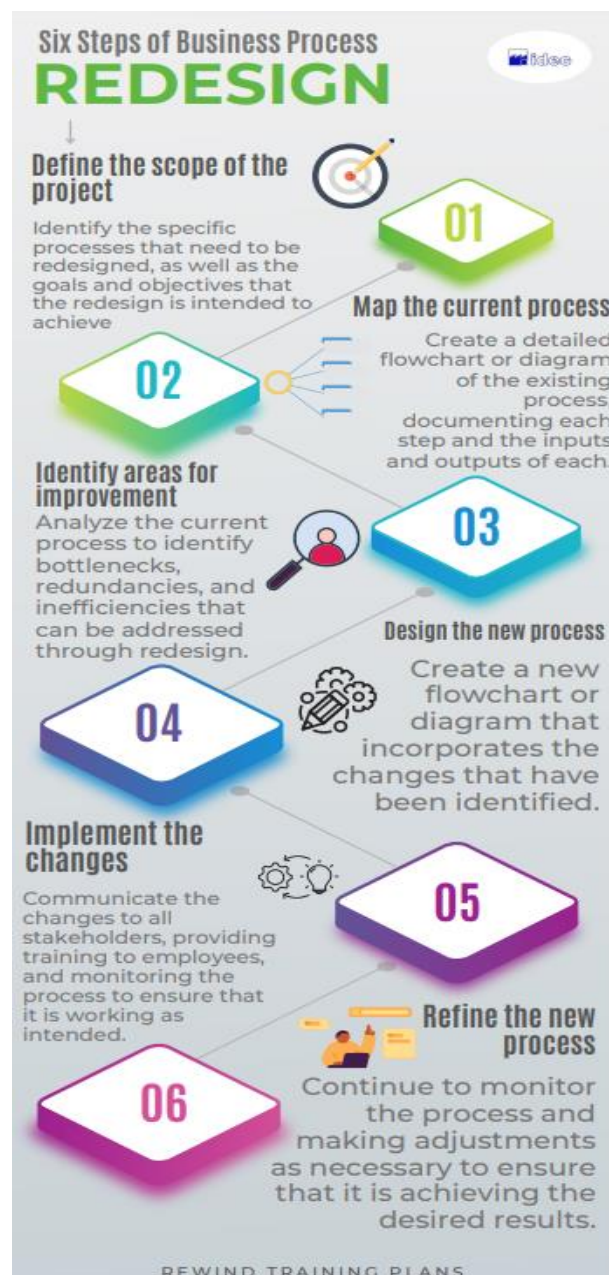 Six Steps of Business Process
REDESIGN
idec
Define the scope of the
project
01
Identify the specific
processes that need to be
redesigned, as well as the
goals and objectives that
the redesign is intended to
achieve
Map the current process
02
Create a detailed
flowchart or diagram
of the existing
process,
documenting each
step and the inputs
and outputs of each.
Identify areas for
improvement
03
Analyze the current
process to identify
bottlenecks,
redundancies, and
inefficiencies that
can be addressed
through redesign.
Design the new process
04
Create a new
flowchart or
diagram that
incorporates the
changes that have
been identified.
Implement the
changes
05
Communicate the
changes to all
stakeholders, providing
training to employees,
and monitoring the
process to ensure that
it is working as
intended.
Refine the new
process
06
Continue to monitor
the process and
making adjustments
as necessary to ensure
that it is achieving the
desired results.
REWIND TRAINING PLANS